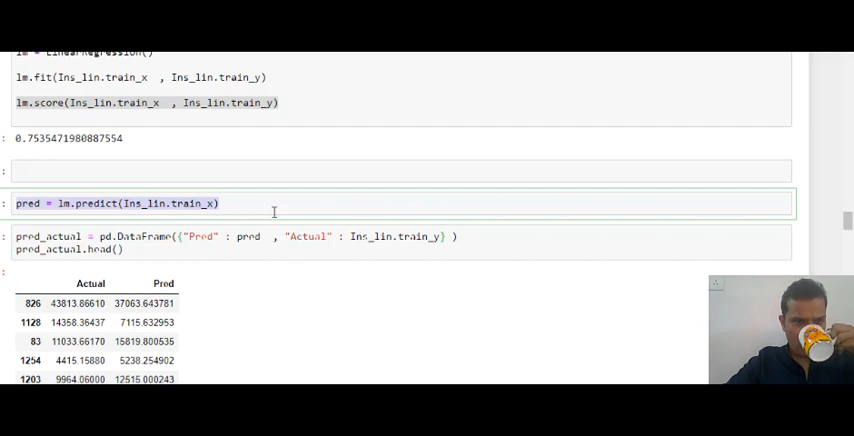 lm = LinearRegression()
lm.fit(Ins_lin.train_x  , Ins_lin.train_y)
lm.score(Ins_lin.train_x  , Ins_lin.train_y)
: 0.7535471980887554
:
: pred = lm.predict(Ins_lin.train_x)
: pred_actual = pd.DataFrame({"Pred" : pred  , "Actual" : Ins_lin.train_y} )
pred_actual.head()
:
Actual Pred
826 43813.86610 37063.643781
1128 14358.36437 7115.632953
83 11033.66170 15819.800535
1254 4415.15880 5238.254902
1203 9964.06000 12515.000243